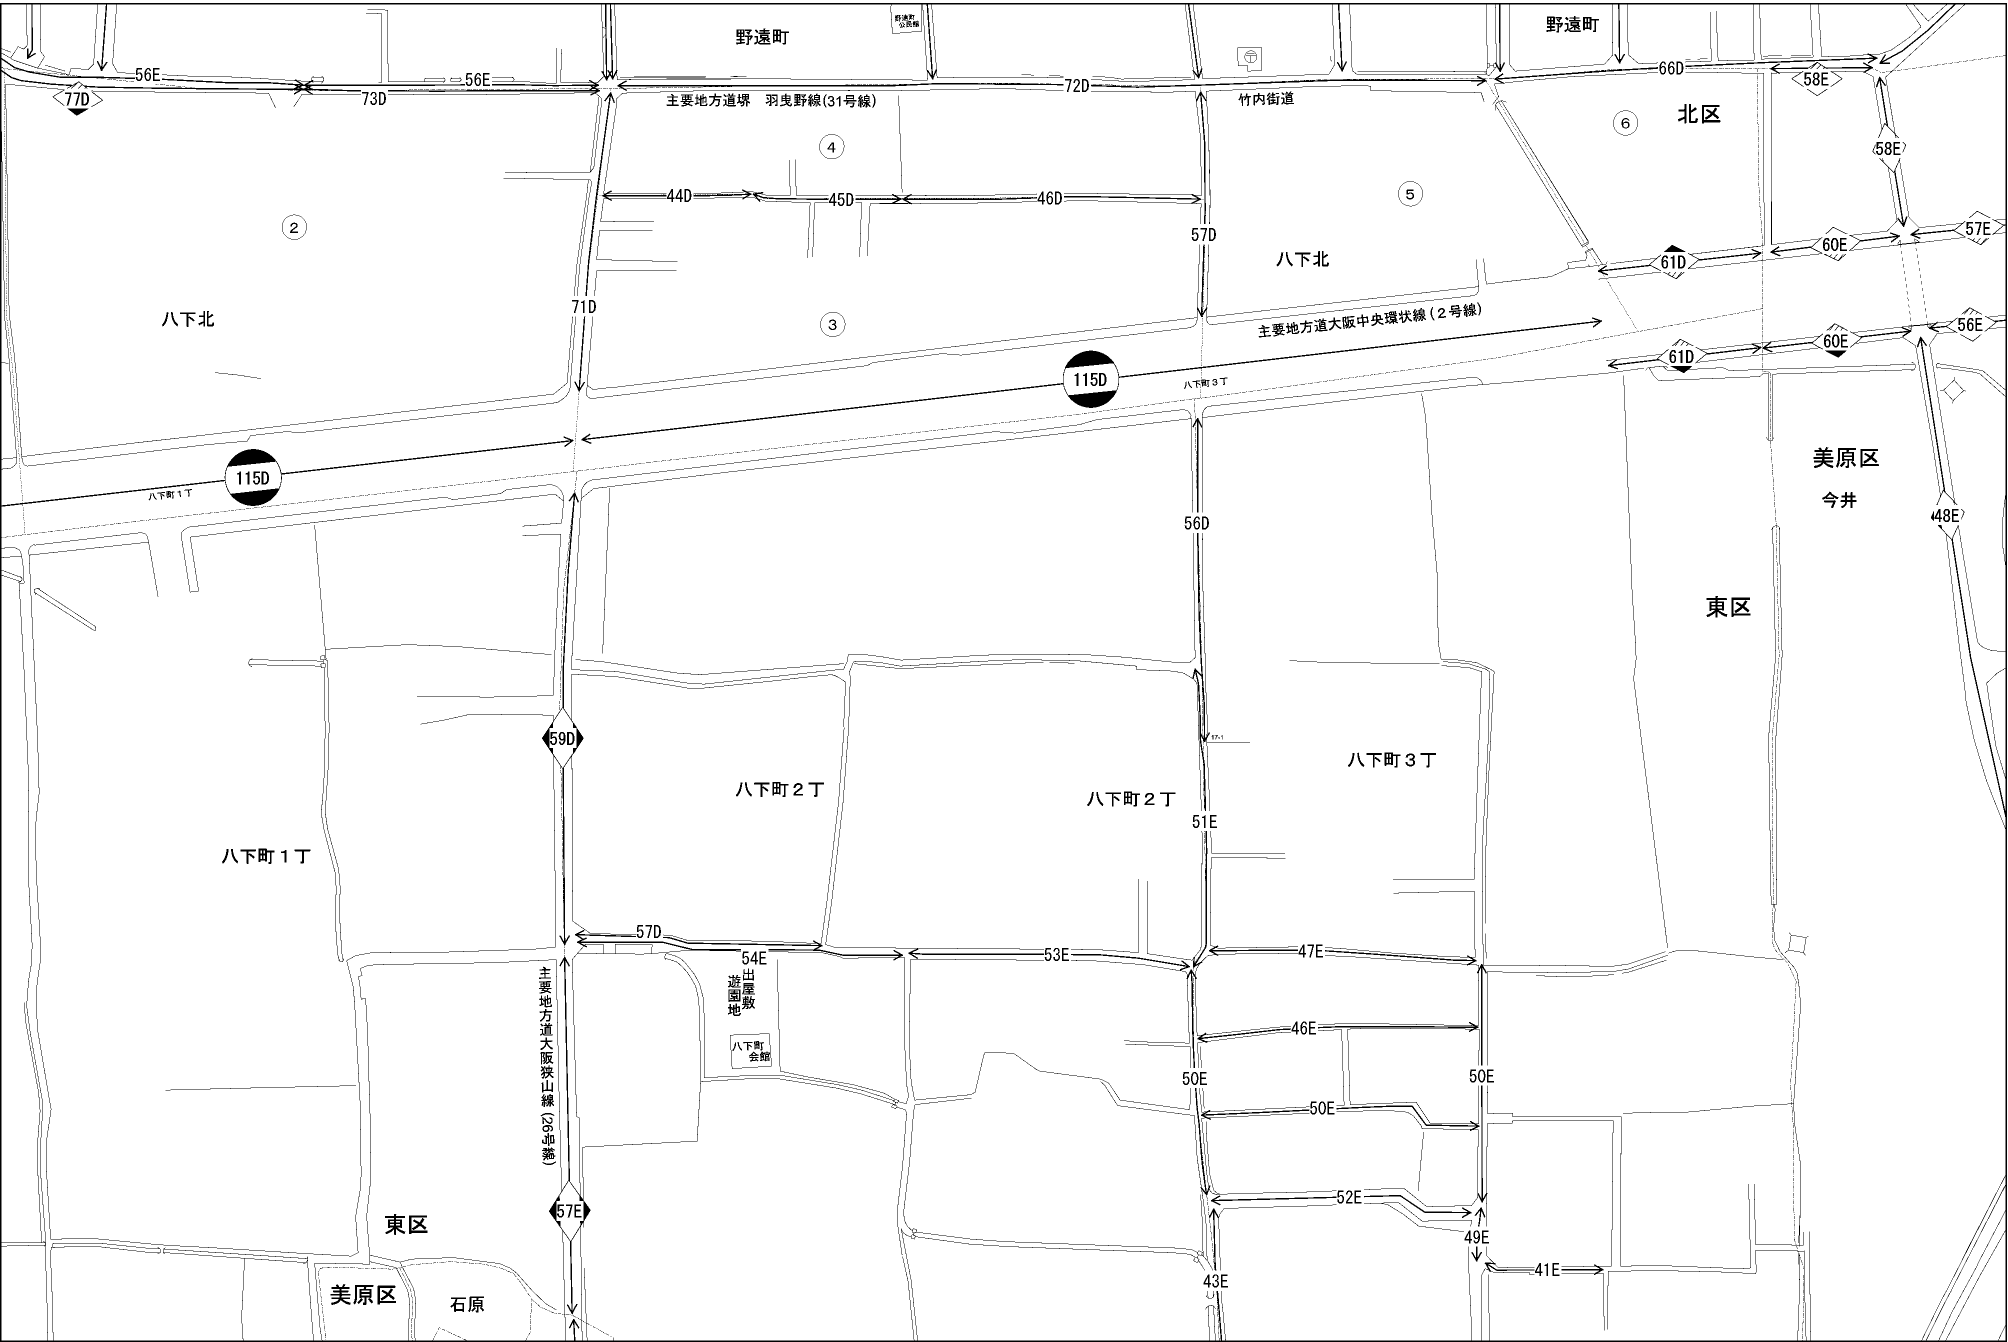 野遠町
野遠町
公民館
野遠町
56E
56E
77D
73D
72D
66D
58E
主要地方道堺　羽曳野線(31号線)
竹内街道
④
⑥
北区
58E
44D
45D
46D
⑤
②
57D
57E
60E
61D
八下北
71D
八下北
③
主要地方道大阪中央環状線(２号線)
56E
60E
61D
115D
八下町３丁
115D
八下町１丁
美原区
今井
48E
56D
東区
59D
57-1
八下町３丁
八下町２丁
八下町２丁
51E
八下町１丁
57D
54E
53E
47E
出屋敷
遊園地
主要地方道大阪狭山線(26号線)
八下町
会館
46E
50E
50E
50E
52E
57E
東区
49E
43E
41E
美原区
石原